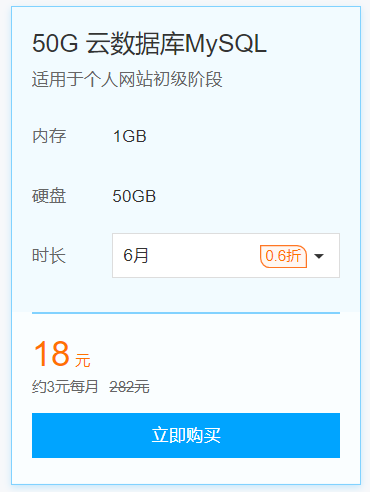 50G 云数据库MySQL
适用于个人网站初级阶段
内存 1GB
硬盘 50GB
时长 6月 0.6折
18 元
约3元每月 282元
立即购买